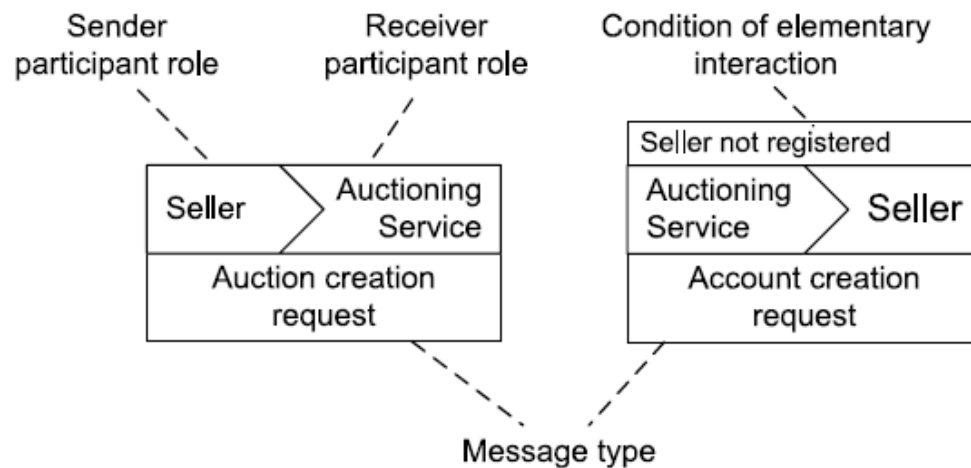 Sender
participant role
Receiver
participant role
Condition of elementary
interaction
Seller
Auctioning
Service
Auction creation
request
Seller not registered
Auctioning
Service
Seller
Account creation
request
Message type